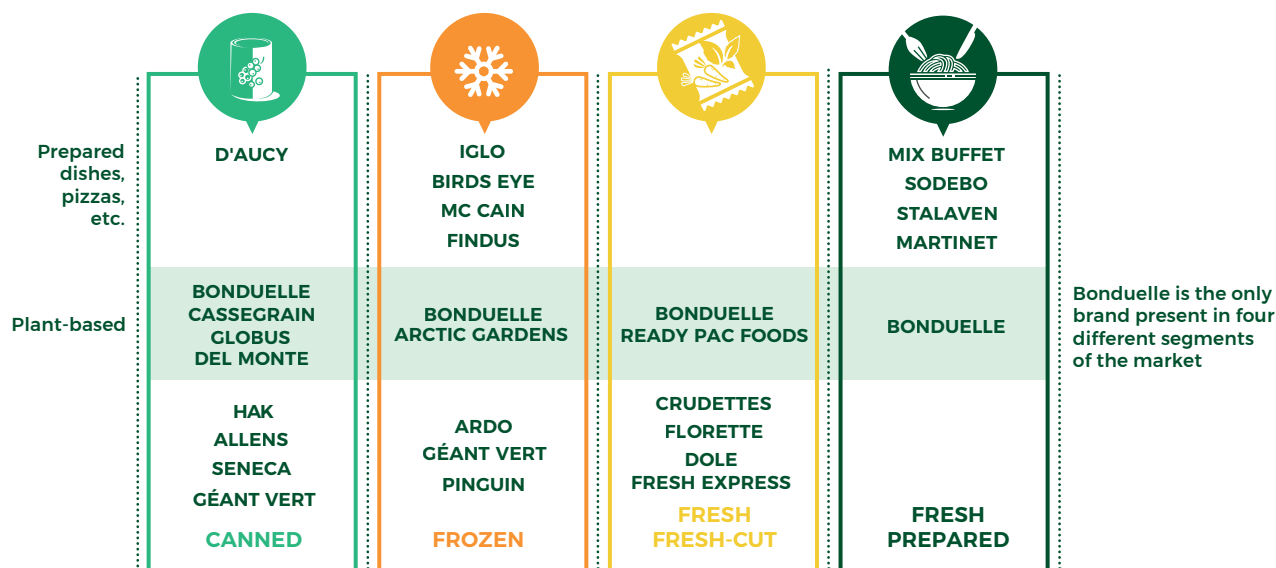 Prepared
dishes,
pizzas,
etc.
D'AUCY
IGLO
BIRDS EYE
MC CAIN
FINDUS
MIX BUFFET
SODEBO
STALAVEN
MARTINET
Plant-based
BONDUELLE
CASSEGRAIN
GLOBUS
DEL MONTE
BONDUELLE
ARCTIC GARDENS
BONDUELLE
READY PAC FOODS
BONDUELLE
Bonduelle is the only
brand present in four
different segments
of the market
HAK
ALLENS
SENECA
GÉANT VERT
ARDO
GÉANT VERT
PINGUIN
CRUDETTES
FLORETTE
DOLE
FRESH EXPRESS
CANNED
FROZEN
FRESH
FRESH-CUT
FRESH
PREPARED